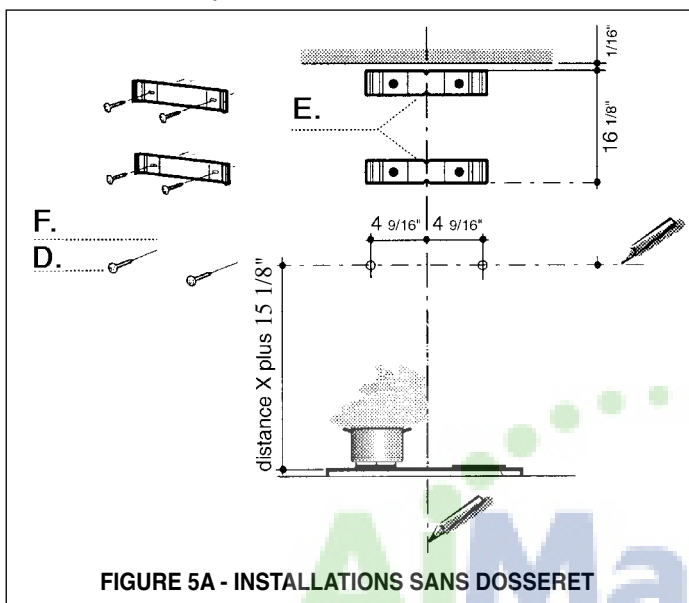 1/16"
E.
16 1/8"
F.
4 9/16" 4 9/16"
D.
distance X plus 15 1/8"
AiMa
FIGURE 5A - INSTALLATIONS SANS DOSSERET